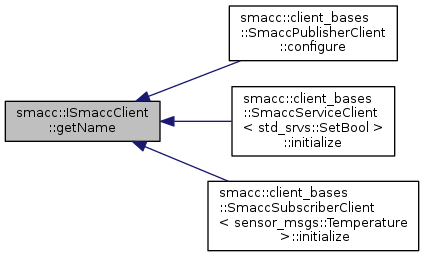 smacc::ISmaccClient
::getName
smacc::client_bases
::SmaccPublisherClient
::configure
smacc::client_bases
::SmaccServiceClient
< std_srvs::SetBool >
::initialize
smacc::client_bases
::SmaccSubscriberClient
< sensor_msgs::Temperature
>::initialize